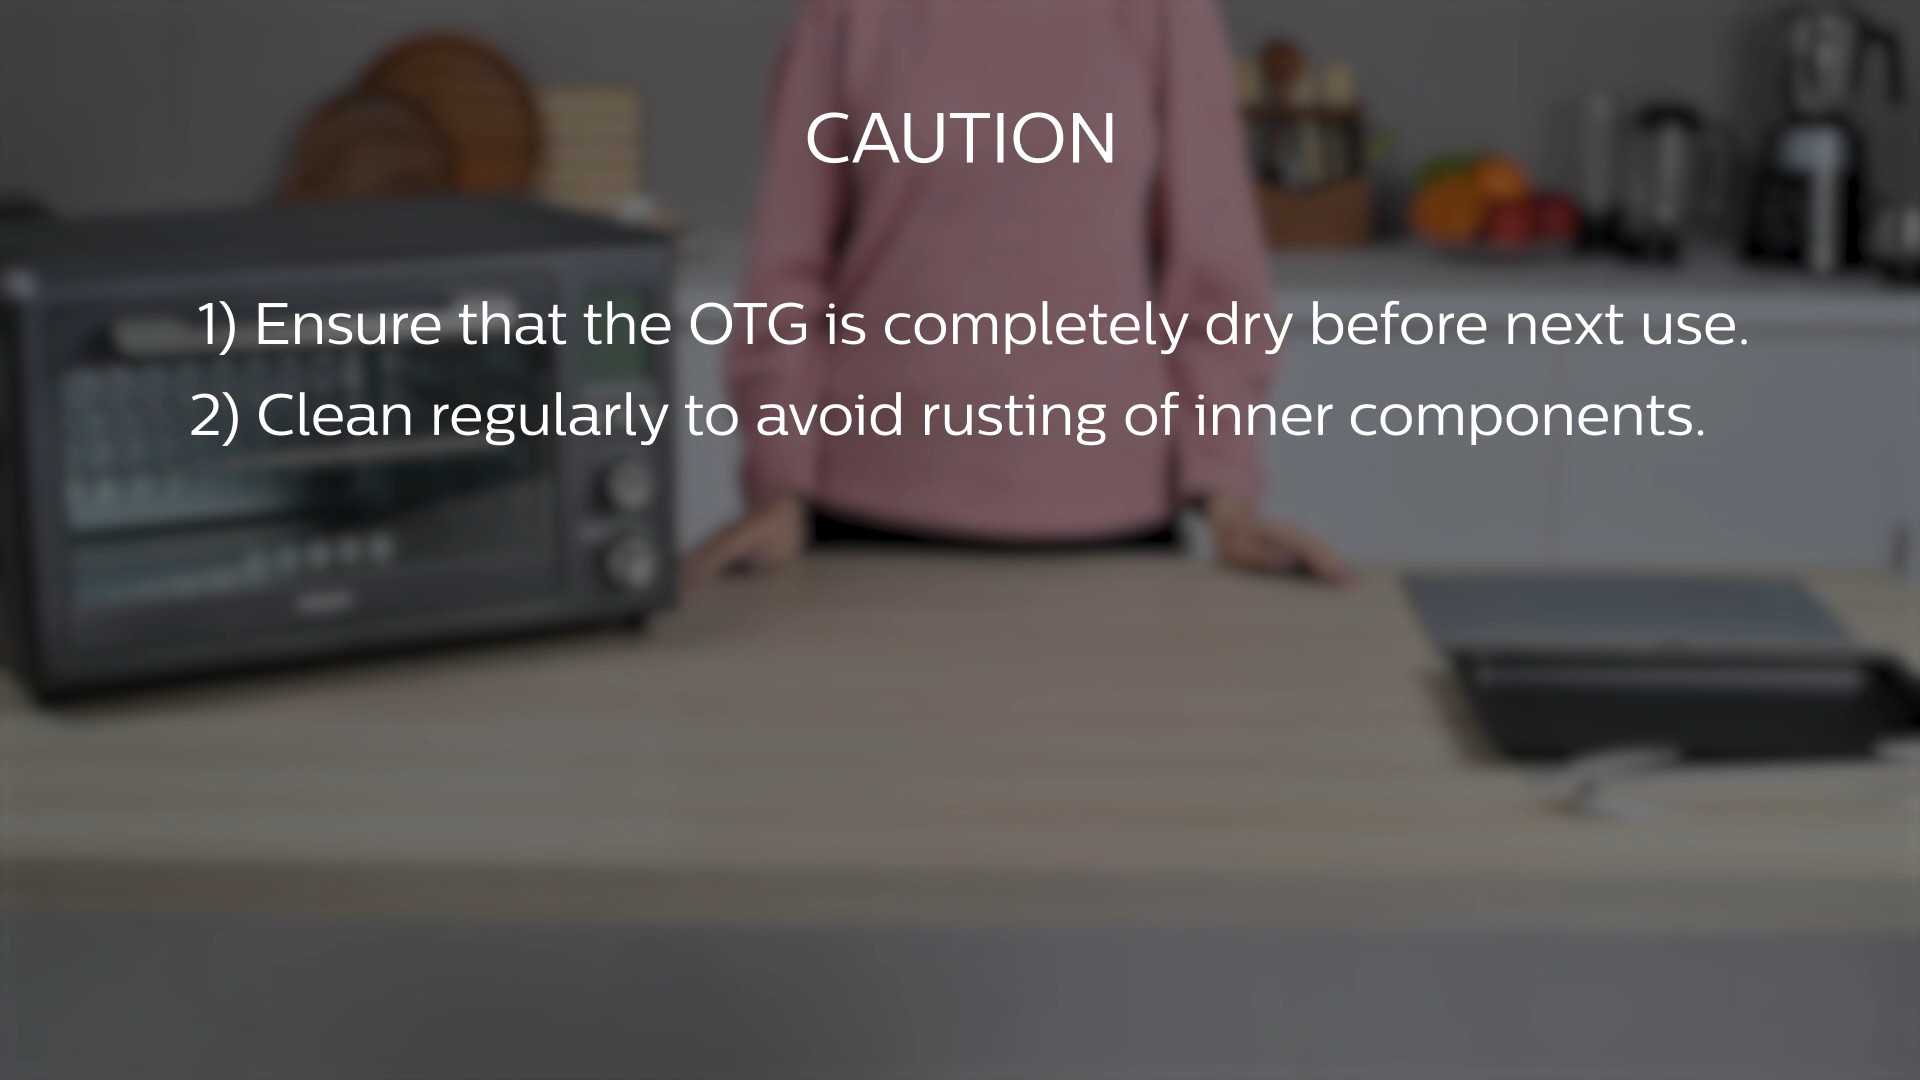 CAUTION
1) Ensure that the OTG is completely dry before next use.
2) Clean regularly to avoid rusting of inner components.